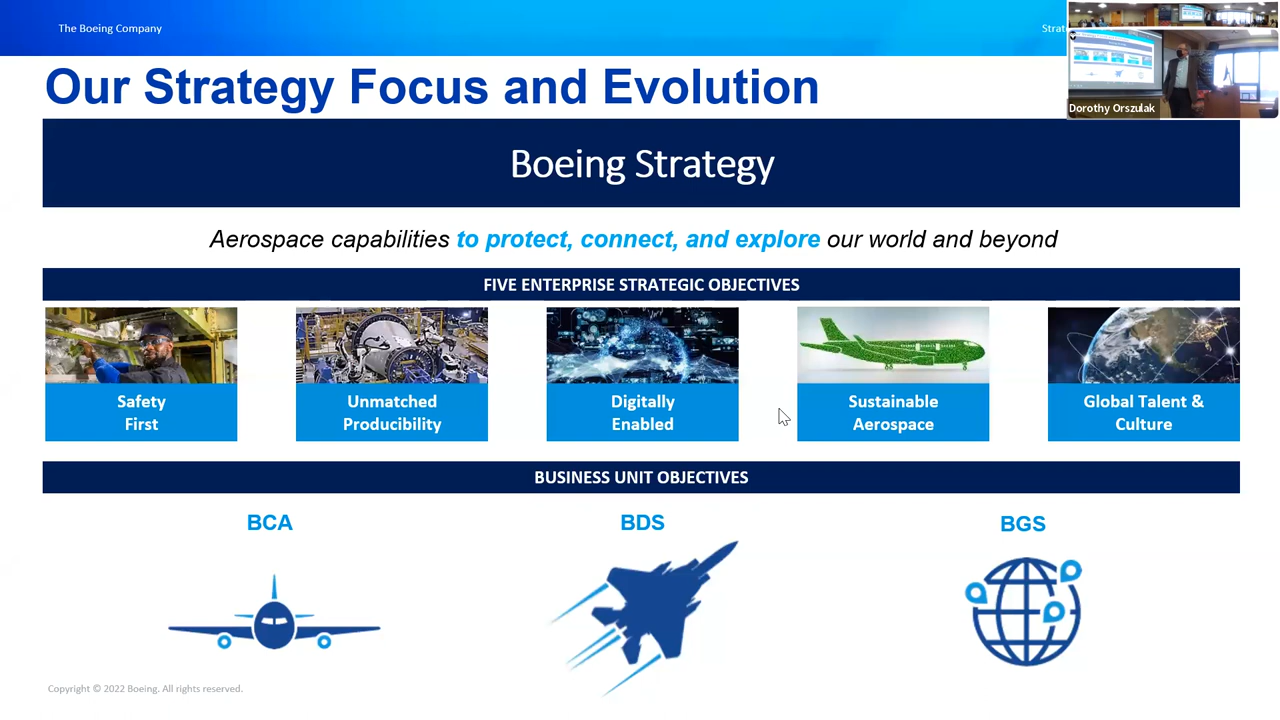 The Boeing Company
Strat
Dorothy Orszulak
Our Strategy Focus and Evolution
Boeing Strategy
Aerospace capabilities to protect, connect, and explore our world and beyond
FIVE ENTERPRISE STRATEGIC OBJECTIVES
Safety
First
Unmatched
Producibility
Digitally
Enabled
Sustainable
Aerospace
Global Talent &
Culture
BUSINESS UNIT OBJECTIVES
BCA
BDS
BGS
Copyright © 2022 Boeing. All rights reserved.